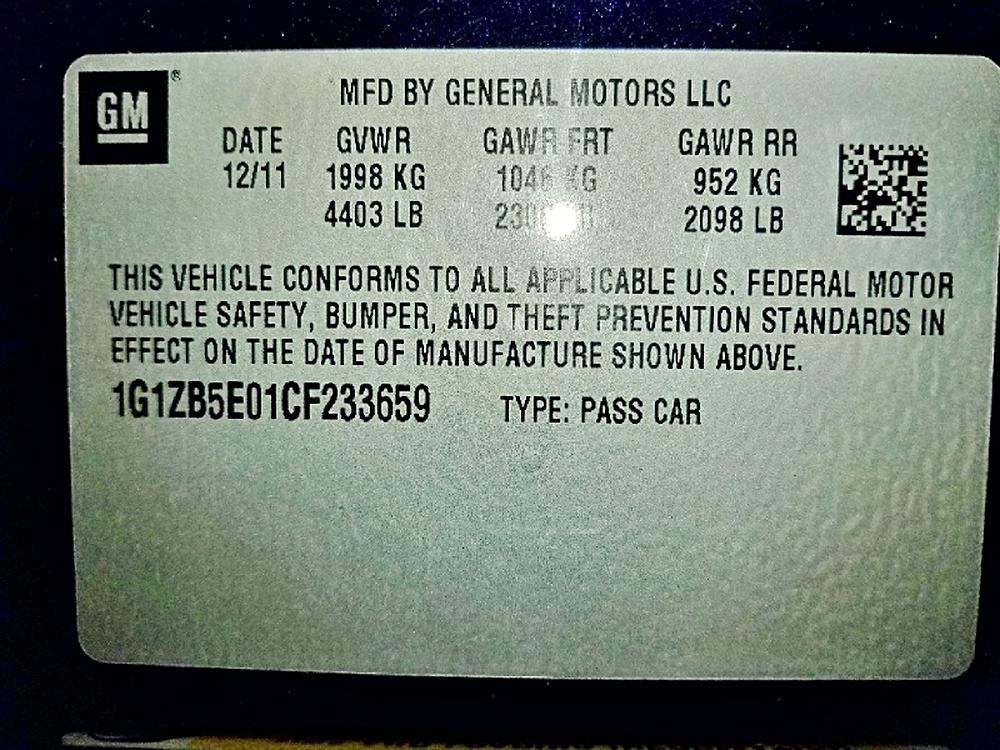 GM®
MFD BY GENERAL MOTORS LLC
DATE GVWR GAWR FRT GAWR RR
12/11 1998 KG 1046 KG 952 KG
4403 LB 2098 LB
THIS VEHICLE CONFORMS TO ALL APPLICABLE U.S. FEDERAL MOTOR
VEHICLE SAFETY, BUMPER, AND THEFT PREVENTION STANDARDS IN
EFFECT ON THE DATE OF MANUFACTURE SHOWN ABOVE.
1G1ZB5E01CF233659 TYPE: PASS CAR